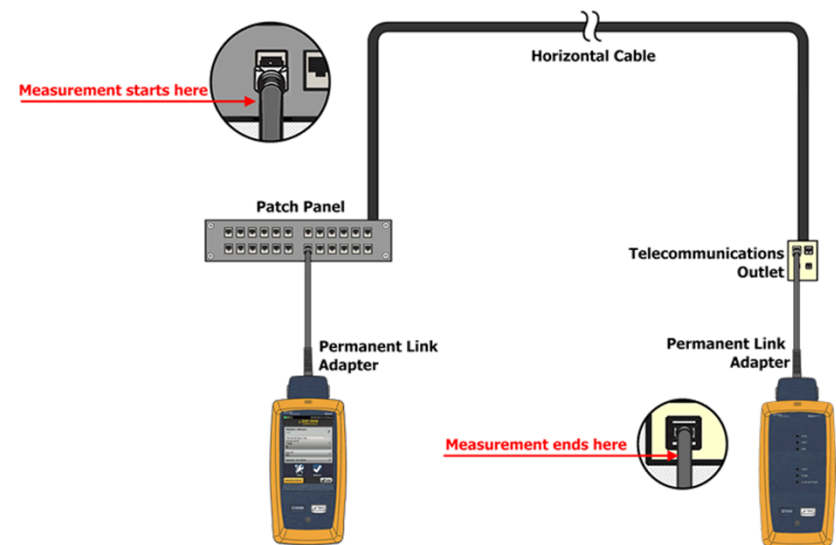 Horizontal Cable
Measurement starts here
Patch Panel
Telecommunications
Outlet
Permanent Link
Adapter
Permanent Link
Adapter
Measurement ends here